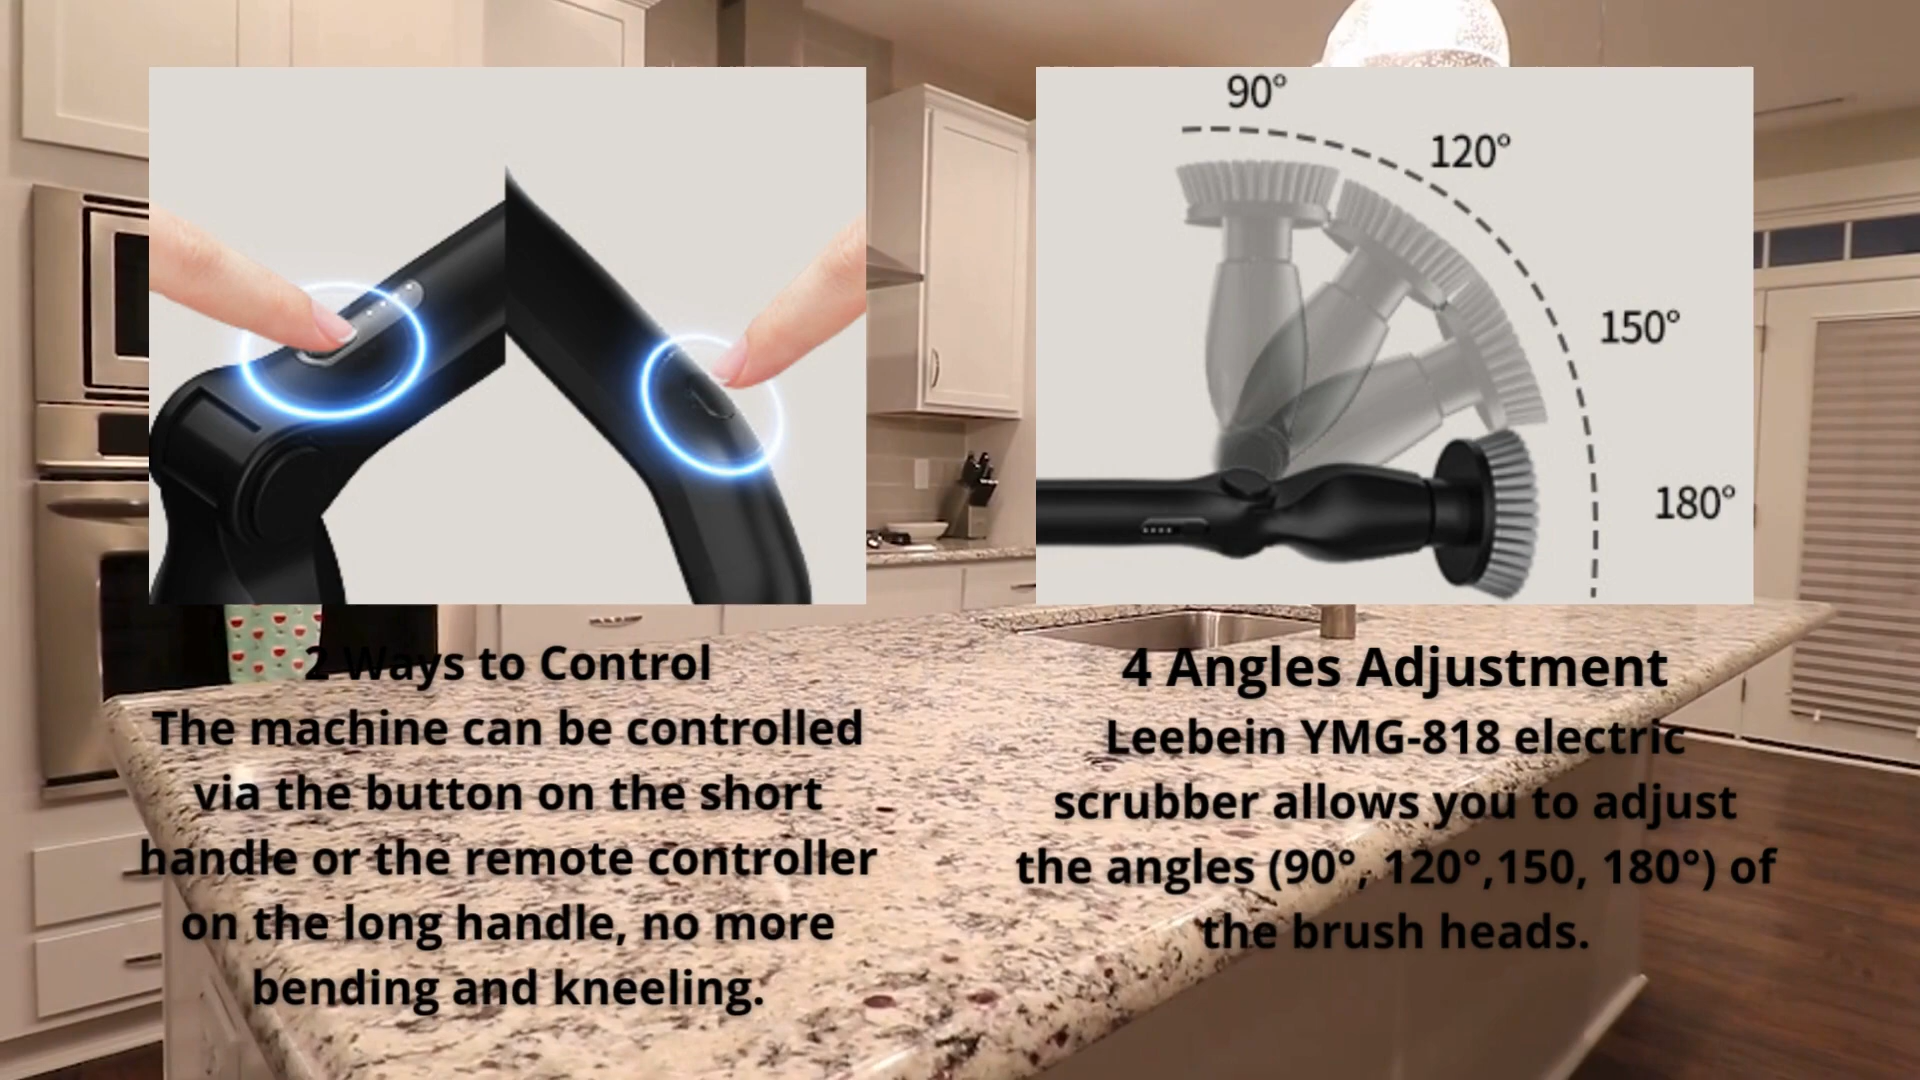 90°
120°
150°
180°
2 Ways to Control
The machine can be controlled
via the button on the short
handle or the remote controller
on the long handle, no more
bending and kneeling.
4 Angles Adjustment
Leebein YMG-818 electric
scrubber allows you to adjust
the angles (90°, 120°,150, 180°) of
the brush heads.